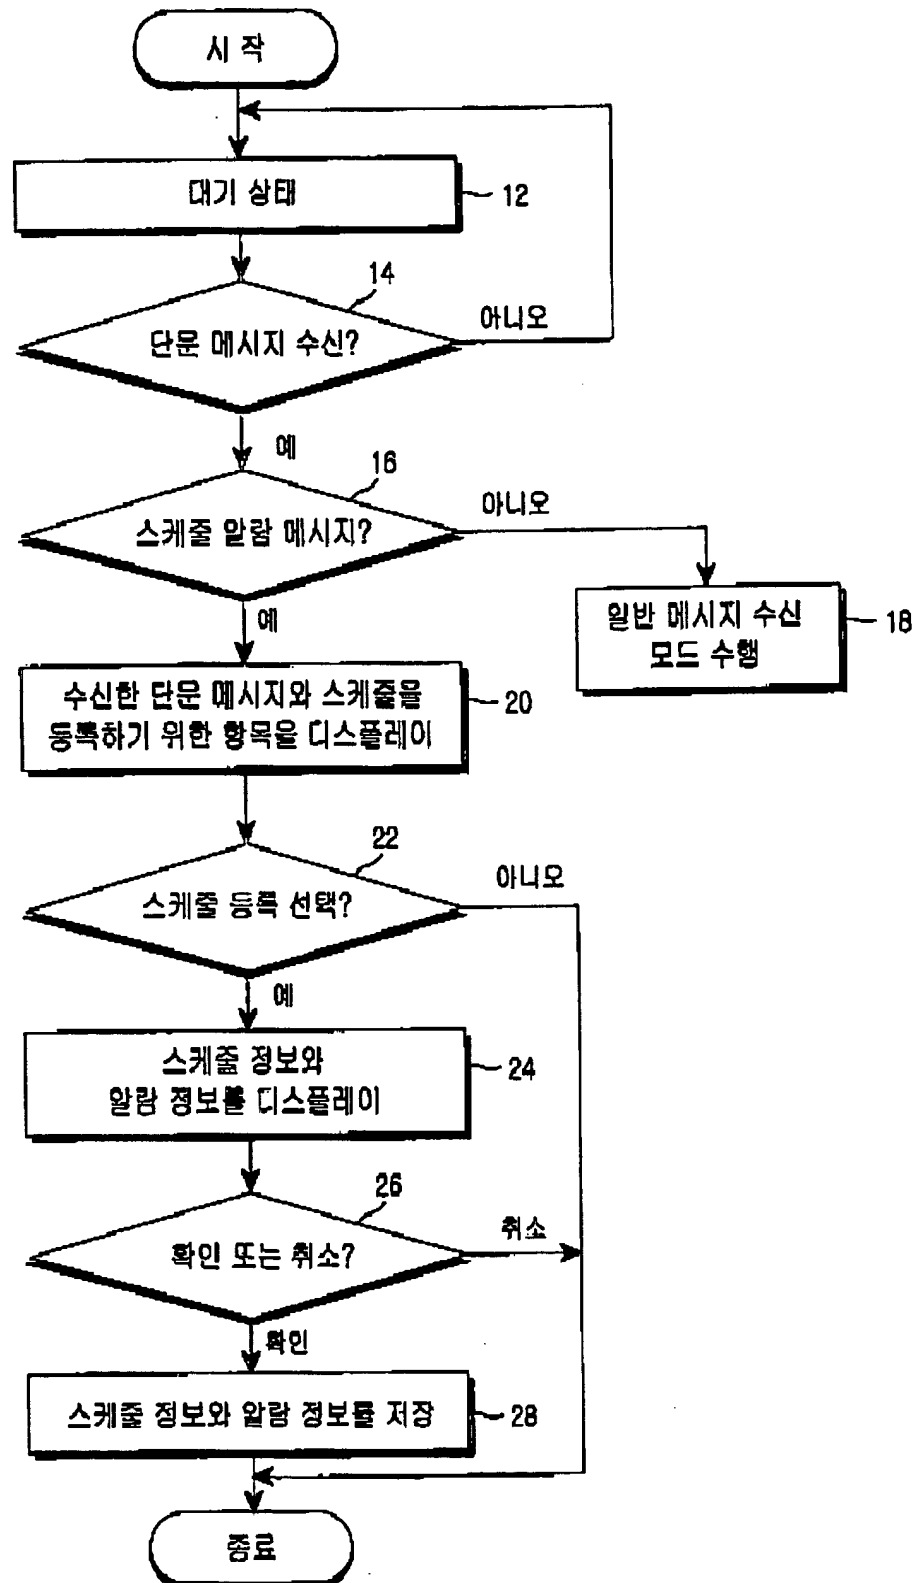 시 작
대기 상태
12
14
단문 메시지 수신?
아니오
예
16
스케줄 알람 메시지?
아니오
예
일반 메시지 수신
모드 수행
18
수신한 단문 메시지와 스케줄을
등록하기 위한 항목을 디스플레이
20
22
스케줄 등록 선택?
아니오
예
스케줄 정보와
알람 정보를 디스플레이
24
26
확인 또는 취소?
취소
확인
스케줄 정보와 알람 정보를 저장
28
종료